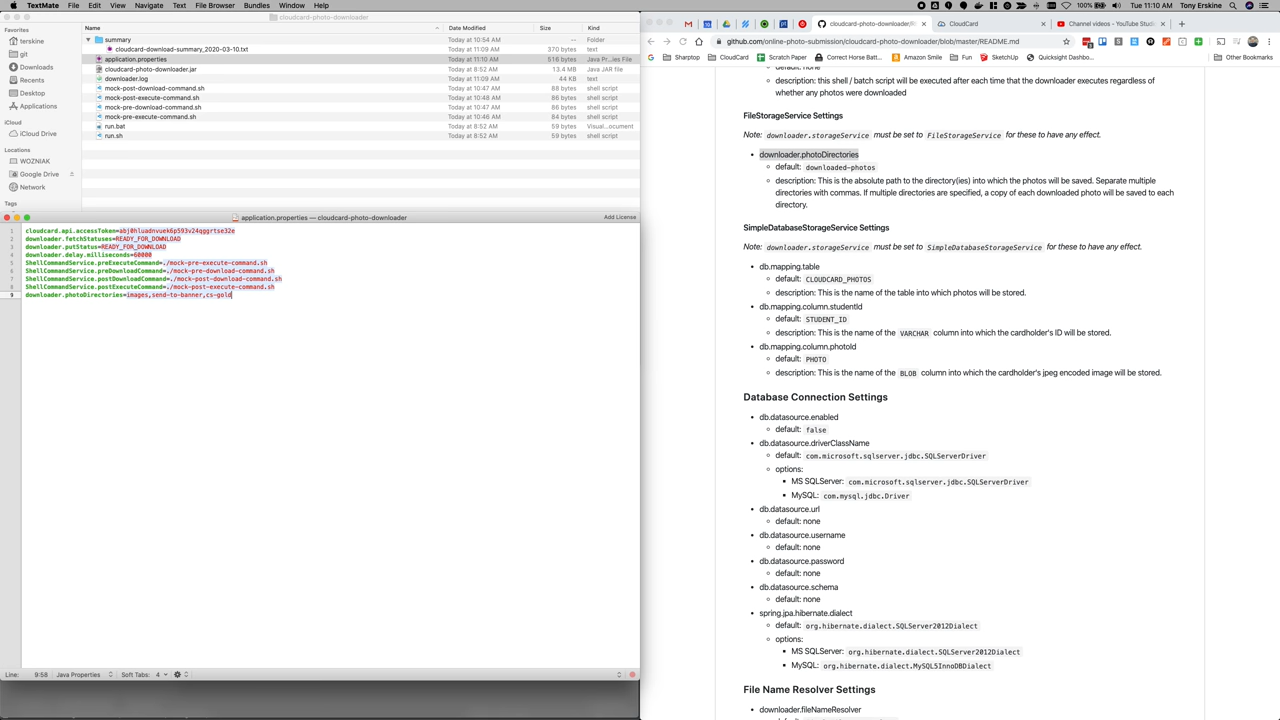 TextMate File Edit View Navigate Text File Browser Bundles Window Help
100% Tue 11:10 AM Tony Erskine
cloudcard-photo-downloader
Favorites
terskine
git
Downloads
Recents
Desktop
Applications
iCloud
iCloud Drive
Locations
WOZNIAK
Google Drive
Network
Tags
Name Date Modified Size Kind
summary Today at 10:54 AM -- Folder
cloudcard-download-summary_2020-03-10.txt Today at 11:09 AM 370 bytes text
application.properties Today at 11:10 AM 516 bytes Java Pr...ies File
cloudcard-photo-downloader.jar Today at 8:52 AM 13.4 MB Java JAR file
downloader.log Today at 11:09 AM 44 KB text
mock-post-download-command.sh Today at 10:47 AM 88 bytes shell script
mock-post-execute-command.sh Today at 10:48 AM 86 bytes shell script
mock-pre-download-command.sh Today at 10:47 AM 86 bytes shell script
mock-pre-execute-command.sh Today at 10:46 AM 84 bytes shell script
run.bat Today at 8:52 AM 59 bytes Visual...ocument
run.sh Today at 8:52 AM 59 bytes shell script
application.properties — cloudcard-photo-downloader Add License
1 cloudcard.api.accessToken=abj0hluadnvuek6p593v24qggrtse32e
2 downloader.fetchStatuses=READY_FOR_DOWNLOAD
3 downloader.putStatus=READY_FOR_DOWNLOAD
4 downloader.delay.milliseconds=60000
5 ShellCommandService.preExecuteCommand=./mock-pre-execute-command.sh
6 ShellCommandService.preDownloadCommand=./mock-pre-download-command.sh
7 ShellCommandService.postDownloadCommand=./mock-post-download-command.sh
8 ShellCommandService.postExecuteCommand=./mock-post-execute-command.sh
9 downloader.photoDirectories=images,send-to-banner,cs-gold
Line: 9:58 Java Properties Soft Tabs: 4
cloudcard-photo-downloader/R CloudCard Channel videos - YouTube Stud
github.com/online-photo-submission/cloudcard-photo-downloader/blob/master/README.md
Sharptop CloudCard Scratch Paper Correct Horse Batt... Amazon Smile Fun SketchUp Quicksight Dashbo... Other Bookmarks
default: none
description: this shell / batch script will be executed after each time that the downloader executes regardless of
whether any photos were downloaded
FileStorageService Settings
Note: downloader.storageService must be set to FileStorageService for these to have any effect.
downloader.photoDirectories
default: downloaded-photos
description: This is the absolute path to the directory(ies) into which the photos will be saved. Separate multiple
directories with commas. If multiple directories are specified, a copy of each downloaded photo will be saved to each
directory.
SimpleDatabaseStorageService Settings
Note: downloader.storageService must be set to SimpleDatabaseStorageService for these to have any effect.
db.mapping.table
default: CLOUDCARD_PHOTOS
description: This is the name of the table into which photos will be saved.
db.mapping.column.studentId
default: STUDENT_ID
description: This is the name of the VARCHAR column into which the cardholder's ID will be stored.
db.mapping.column.photoId
default: PHOTO
description: This is the name of the BLOB column into which the cardholder's jpeg encoded image will be stored.
Database Connection Settings
db.datasource.enabled
default: false
db.datasource.driverClassName
default: com.microsoft.sqlserver.jdbc.SQLServerDriver
options:
MS SQLServer: com.microsoft.sqlserver.jdbc.SQLServerDriver
MySQL: com.mysql.jdbc.Driver
db.datasource.url
default: none
db.datasource.username
default: none
db.datasource.password
default: none
db.datasource.schema
default: none
spring.jpa.hibernate.dialect
default: org.hibernate.dialect.SQLServer2012Dialect
options:
MS SQLServer: org.hibernate.dialect.SQLServer2012Dialect
MySQL: org.hibernate.dialect.MySQL5InnoDBDialect
File Name Resolver Settings
downloader.fileNameResolver